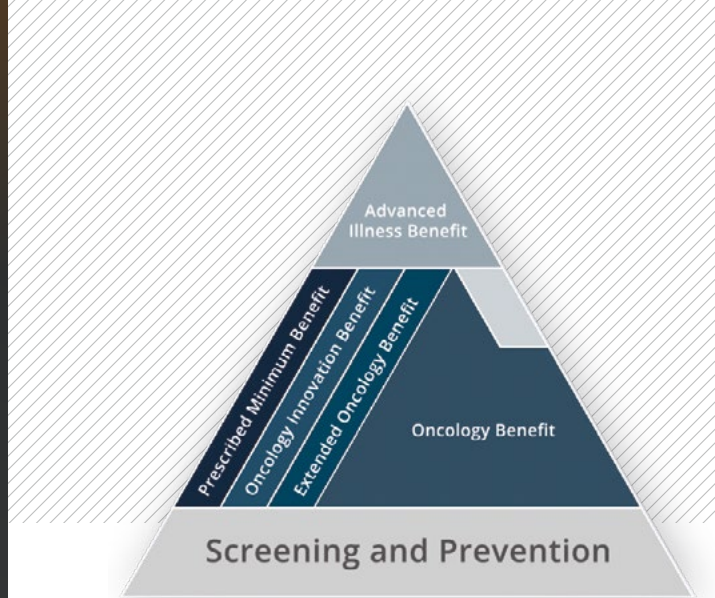 Advanced
Illness Benefit
Prescribed Minimum Benefit
Oncology Innovation Benefit
Extended Oncology Benefit
Oncology Benefit
Screening and Prevention